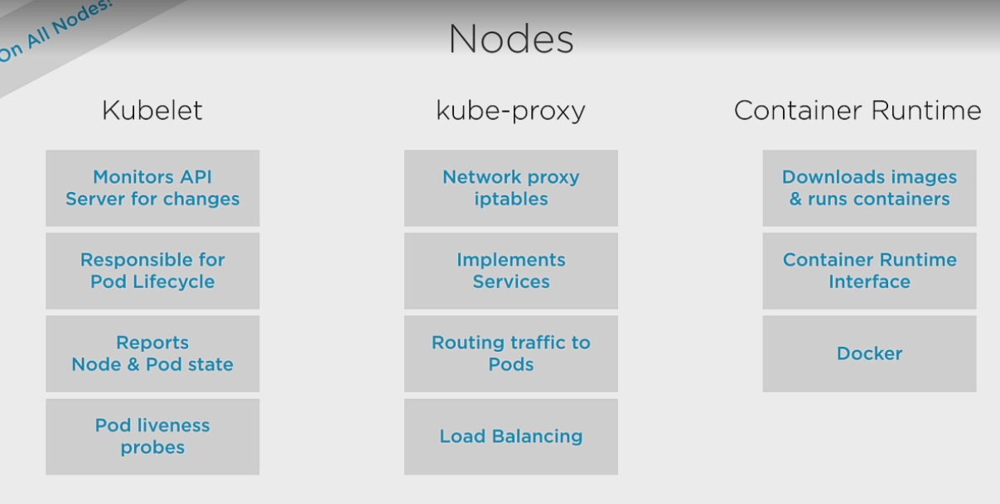 On All Nodes!
Nodes
Kubelet
Monitors API
Server for changes
Responsible for
Pod Lifecycle
Reports
Node & Pod state
Pod liveness
probes
kube-proxy
Network proxy
iptables
Implements
Services
Routing traffic to
Pods
Load Balancing
Container Runtime
Downloads images
& runs containers
Container Runtime
Interface
Docker